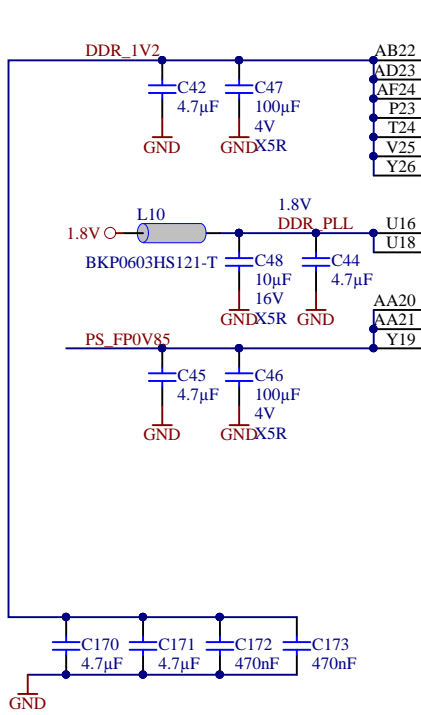 DDR_1V2
AB22
AD23
AF24
P23
T24
V25
Y26
C42
4.7µF
GND
C47
100µF
4V
X5R
GND
1.8V
L10
BKP0603HS121-T
1.8V
DDR_PLL
U16
U18
C48
10µF
16V
X5R
GND
C44
4.7µF
GND
AA20
AA21
Y19
PS_FP0V85
C45
4.7µF
GND
C46
100µF
4V
X5R
GND
C170
4.7µF
C171
4.7µF
C172
470nF
C173
470nF
GND